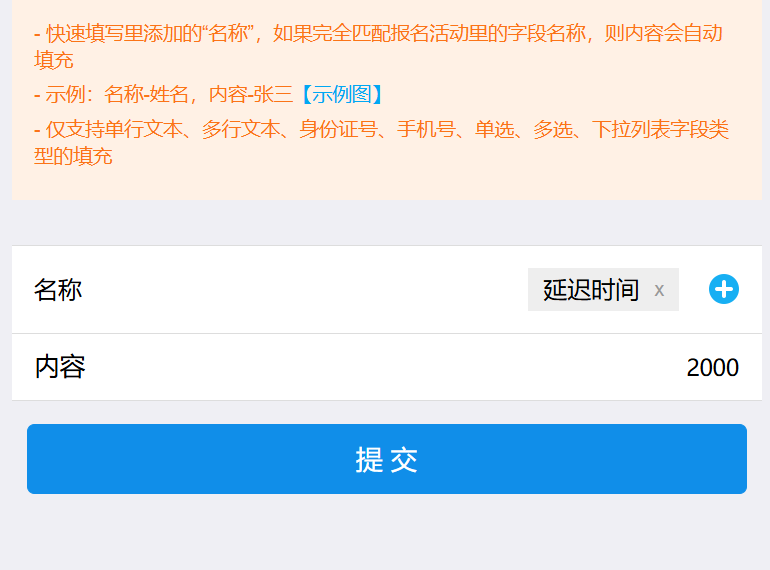 - 快速填写里添加的“名称”，如果完全匹配报名活动里的字段名称，则内容会自动
填充
- 示例：名称-姓名，内容-张三【示例图】
- 仅支持单行文本、多行文本、身份证号、手机号、单选、多选、下拉列表字段类
型的填充
名称 延迟时间 x
内容 2000
提交